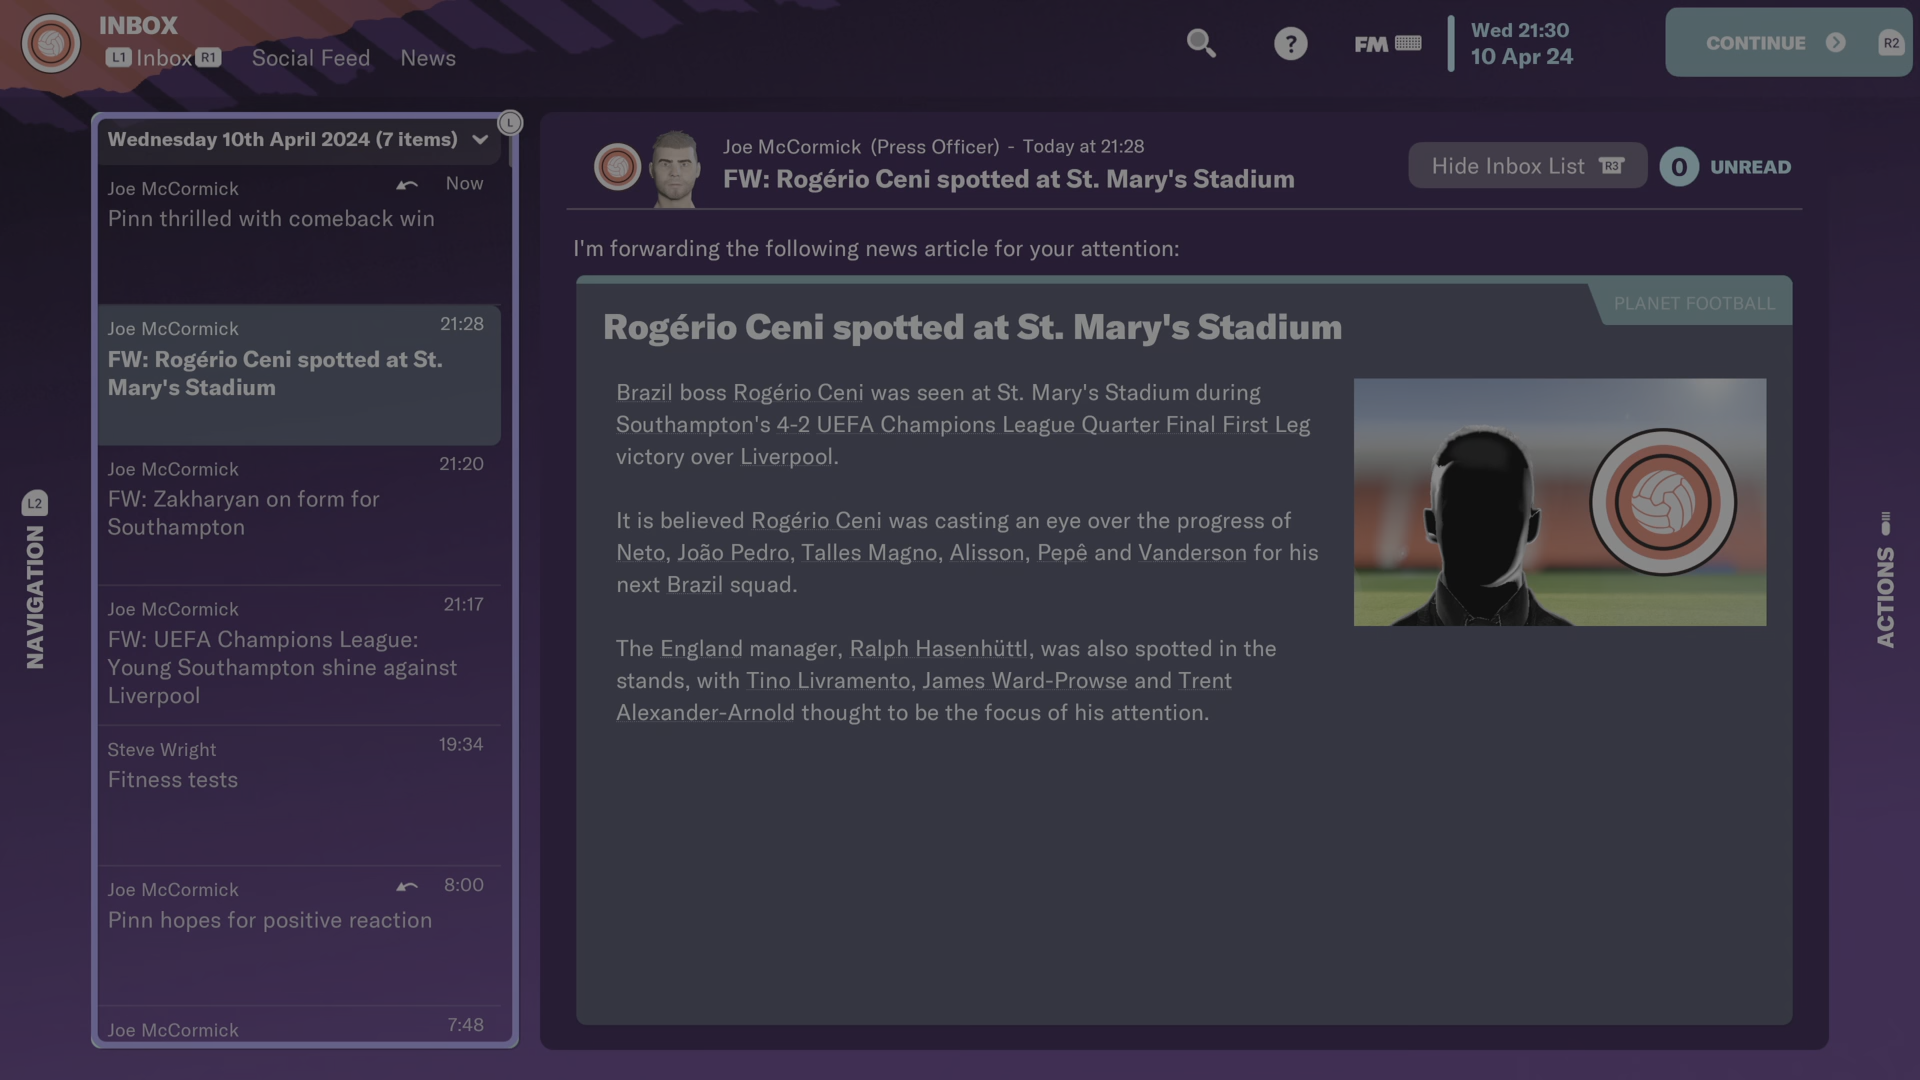 INBOX
L1 Inbox R1 Social Feed News
?
FM
Wed 21:30
10 Apr 24
CONTINUE R2
Wednesday 10th April 2024 (7 items)
L
Joe McCormick Now
Pinn thrilled with comeback win
Joe McCormick 21:28
FW: Rogério Ceni spotted at St.
Mary's Stadium
Joe McCormick 21:20
FW: Zakharyan on form for
Southampton
Joe McCormick 21:17
FW: UEFA Champions League:
Young Southampton shine against
Liverpool
Steve Wright 19:34
Fitness tests
Joe McCormick 8:00
Pinn hopes for positive reaction
Joe McCormick 7:48
L2
NAVIGATION
Joe McCormick (Press Officer) - Today at 21:28
FW: Rogério Ceni spotted at St. Mary's Stadium
Hide Inbox List R3
0 UNREAD
I'm forwarding the following news article for your attention:
PLANET FOOTBALL
Rogério Ceni spotted at St. Mary's Stadium
Brazil boss Rogério Ceni was seen at St. Mary's Stadium during
Southampton's 4-2 UEFA Champions League Quarter Final First Leg
victory over Liverpool.
It is believed Rogério Ceni was casting an eye over the progress of
Neto, João Pedro, Talles Magno, Alisson, Pepê and Vanderson for his
next Brazil squad.
The England manager, Ralph Hasenhüttl, was also spotted in the
stands, with Tino Livramento, James Ward-Prowse and Trent
Alexander-Arnold thought to be the focus of his attention.
ACTIONS